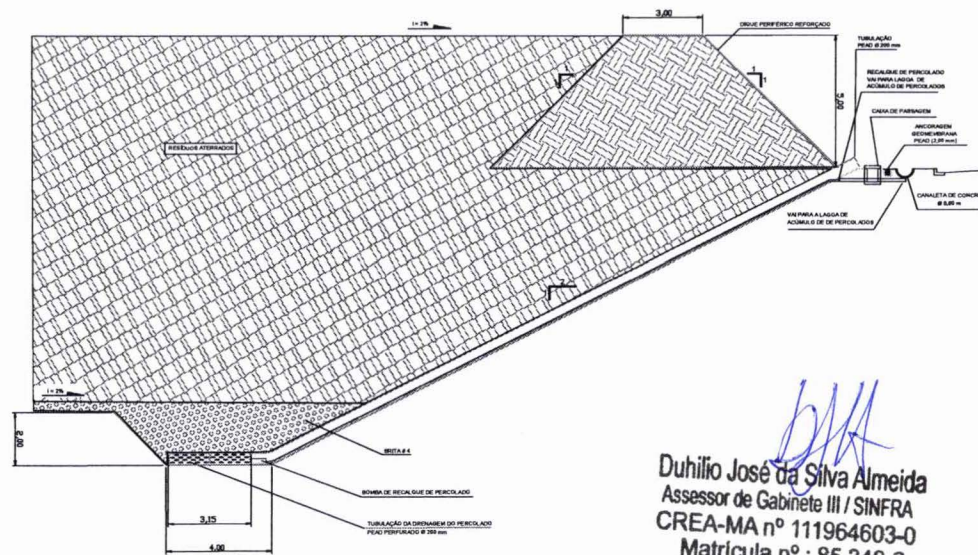 i = 2%
3,00
DIQUE PERIFÉRICO REFORÇADO
TUBULAÇÃO
PEAD Ø 200 mm
RECALQUE DE PERCOLADO
VAI PARA LAGOA DE
ACÚMULO DE PERCOLADOS
CAIXA DE PASSAGEM
ANCORAGEM
GEOMEMBRANA
PEAD (2,00 mm)
CANALETA DE CONCR
1
1
1
5,00
RESÍDUOS ATERRADOS
VAI PARA A LAGOA DE
ACÚMULO DE DE PERCOLADOS
2
i = 2%
2,00
BRITA # 4
BOMBA DE RECALQUE DE PERCOLADO
3,15
TUBULAÇÃO DA DRENAGEM DO PERCOLADO
PEAD PERFURADO Ø 200 mm
4,00
Duhilio José da Silva Almeida
Assessor de Gabinete III / SINFRA
CREA-MA nº 111964603-0
Matrícula nº.: